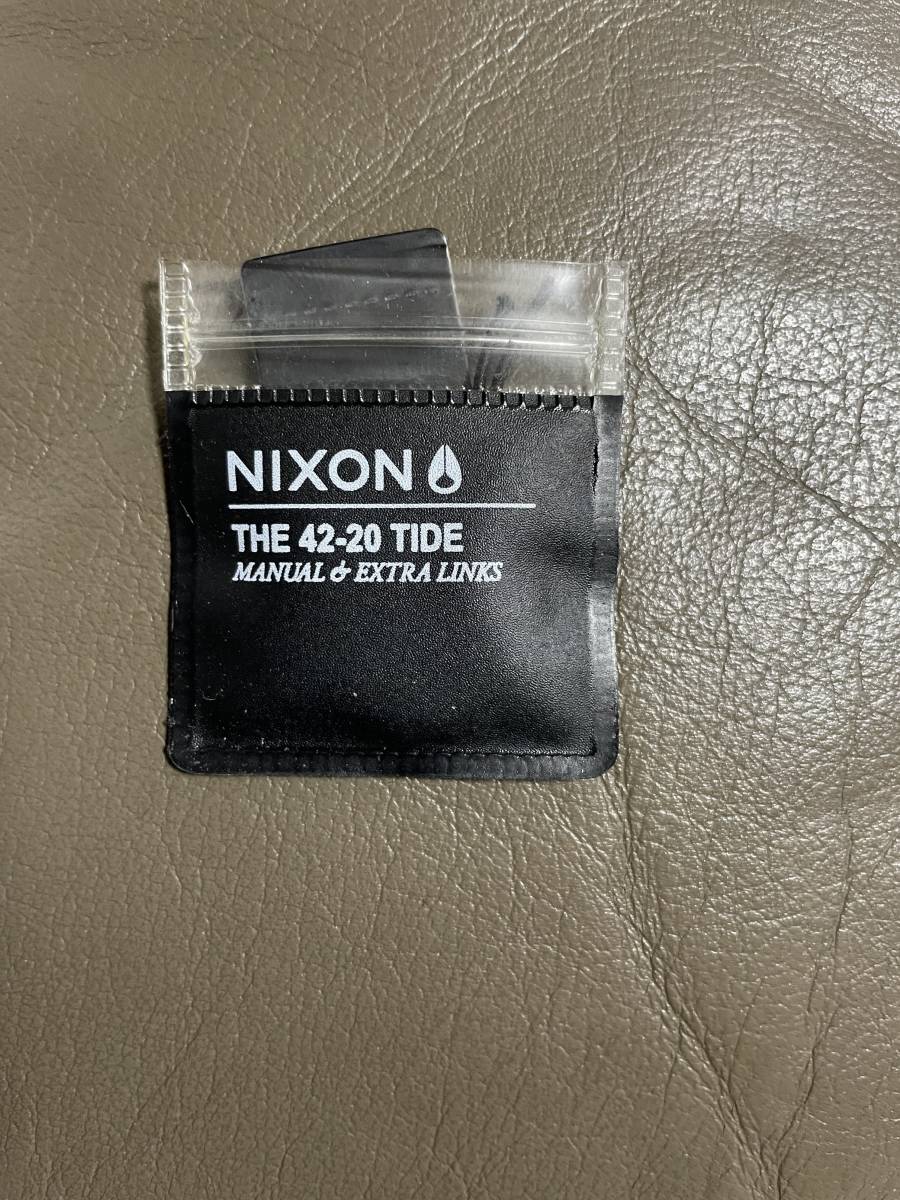 NIXON
THE 42-20 TIDE
MANUAL & EXTRA LINKS